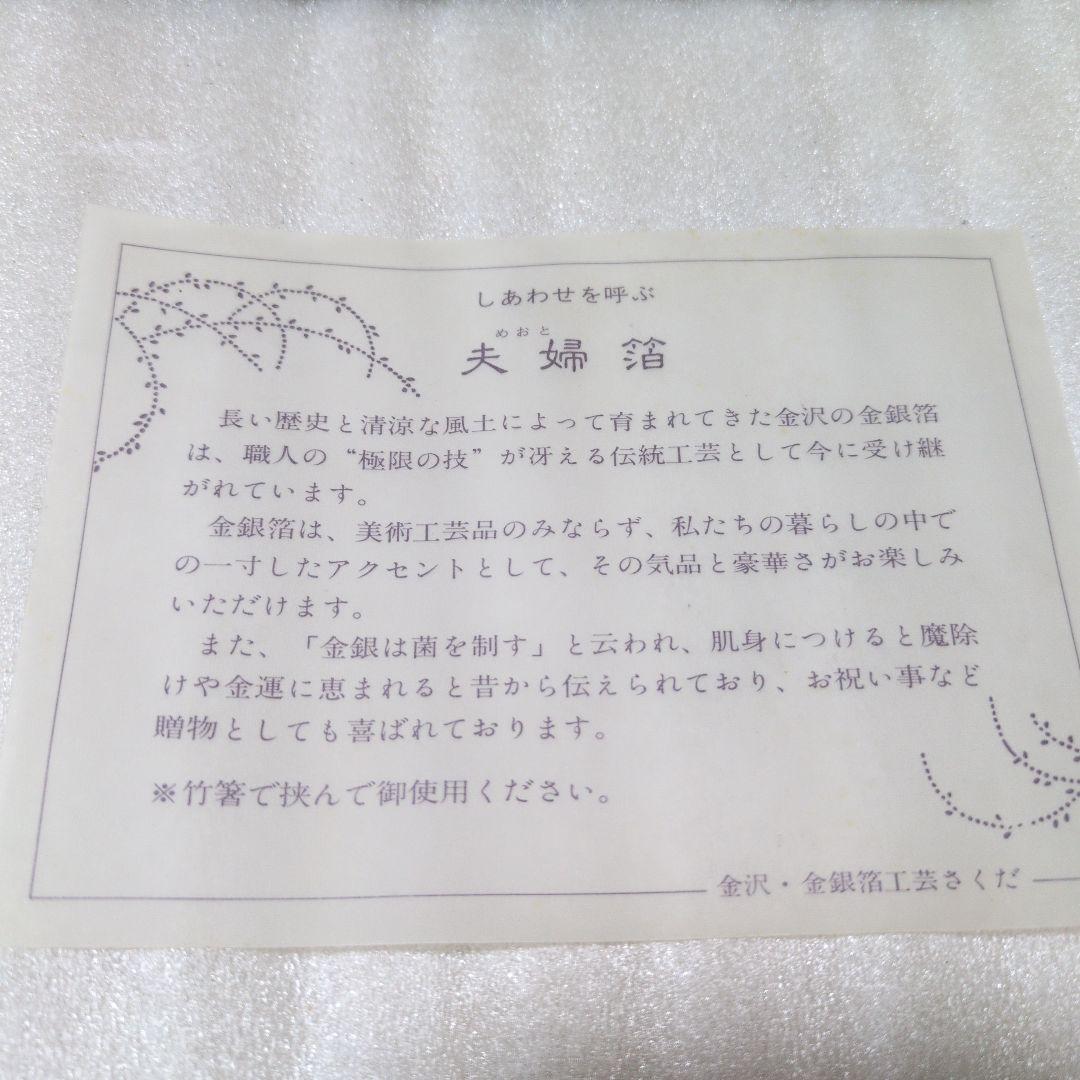 しあわせを呼ぶ
めおと
夫婦箔
長い歴史と清涼な風土によって育まれてきた金沢の金銀箔
は、職人の“極限の技”が冴える伝統工芸として今に受け継
がれています。
金銀箔は、美術工芸品のみならず、私たちの暮らしの中で
の一寸したアクセントとして、その気品と豪華さがお楽しみ
いただけます。
また、「金銀は菌を制す」と云われ、肌身につけると魔除
けや金運に恵まれると昔から伝えられており、お祝い事など
贈物としても喜ばれております。
※竹箸で挟んで御使用ください。
金沢・金銀箔工芸さくだ